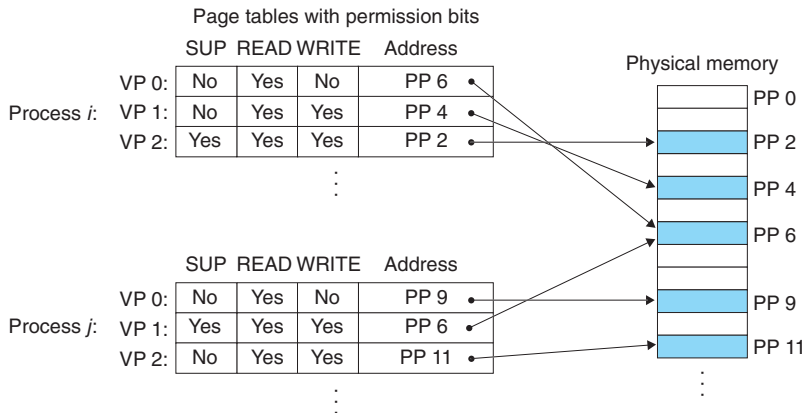 Page tables with permission bits
SUP READ WRITE Address
VP 0: No Yes No PP 6
Process i: VP 1: No Yes Yes PP 4
VP 2: Yes Yes Yes PP 2
Physical memory
PP 0
PP 2
PP 4
PP 6
PP 9
PP 11
SUP READ WRITE Address
VP 0: No Yes No PP 9
Process j: VP 1: Yes Yes Yes PP 6
VP 2: No Yes Yes PP 11